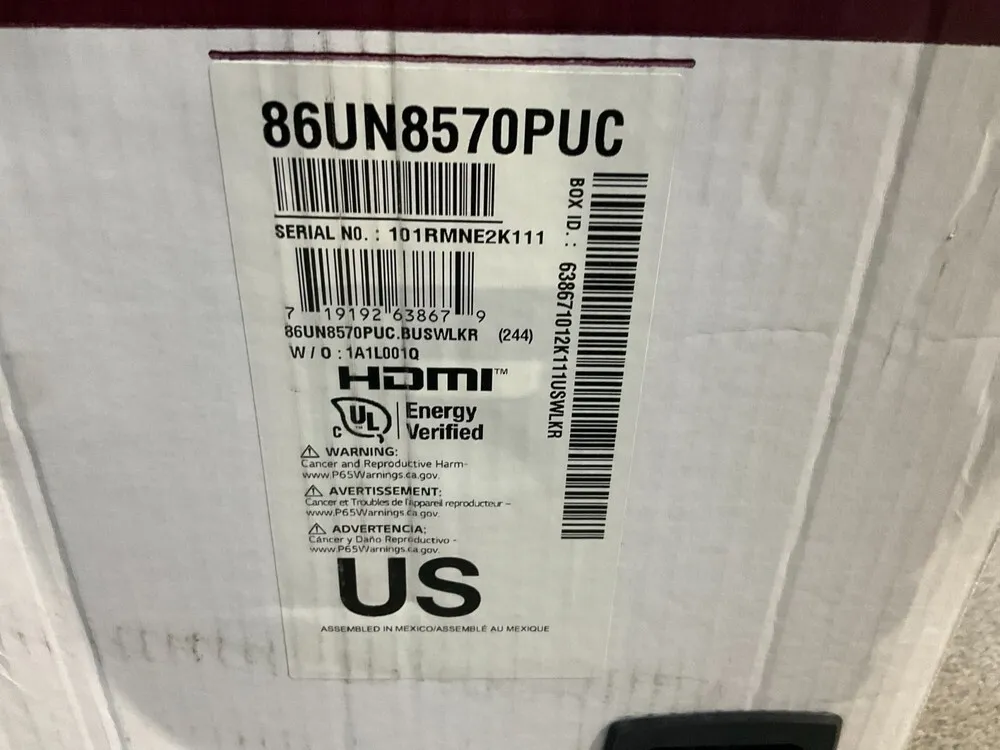 86UN8570PUC
SERIAL NO. : 101RMNE2K111
7 19192 63867 9
86UN8570PUC.BUSWLKR (244)
W / O : 1A1L001Q
HDMI™
C UL Energy
Verified
⚠ WARNING:
Cancer and Reproductive Harm-
www.P65Warnings.ca.gov.
⚠ AVERTISSEMENT:
Cancer et Troubles de l'appareil reproducteur –
www.P65Warnings.ca.gov.
⚠ ADVERTENCIA:
Cáncer y Daño Reproductivo -
www.P65Warnings.ca.gov.
US
ASSEMBLED IN MEXICO/ASSEMBLÉ AU MEXIQUE
BOX ID. : 638671012K111USWLKR